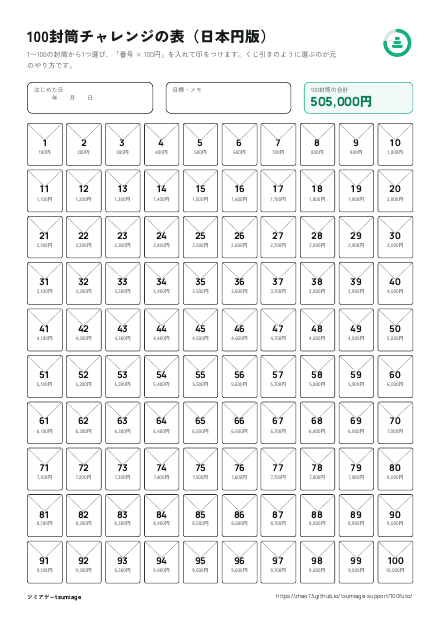 100封筒チャレンジの表（日本円版）
1〜100の封筒から1つ選び、「番号 × 100円」を入れて印をつけます。くじ引きのように選ぶのが元
のやり方です。
はじめた日
年 月 日
目標・メモ
100封筒の合計
505,000円
1 2 3 4 5 6 7 8 9 10
100円 200円 300円 400円 500円 600円 700円 800円 900円 1,000円
11 12 13 14 15 16 17 18 19 20
1,100円 1,200円 1,300円 1,400円 1,500円 1,600円 1,700円 1,800円 1,900円 2,000円
21 22 23 24 25 26 27 28 29 30
2,100円 2,200円 2,300円 2,400円 2,500円 2,600円 2,700円 2,800円 2,900円 3,000円
31 32 33 34 35 36 37 38 39 40
3,100円 3,200円 3,300円 3,400円 3,500円 3,600円 3,700円 3,800円 3,900円 4,000円
41 42 43 44 45 46 47 48 49 50
4,100円 4,200円 4,300円 4,400円 4,500円 4,600円 4,700円 4,800円 4,900円 5,000円
51 52 53 54 55 56 57 58 59 60
5,100円 5,200円 5,300円 5,400円 5,500円 5,600円 5,700円 5,800円 5,900円 6,000円
61 62 63 64 65 66 67 68 69 70
6,100円 6,200円 6,300円 6,400円 6,500円 6,600円 6,700円 6,800円 6,900円 7,000円
71 72 73 74 75 76 77 78 79 80
7,100円 7,200円 7,300円 7,400円 7,500円 7,600円 7,700円 7,800円 7,900円 8,000円
81 82 83 84 85 86 87 88 89 90
8,100円 8,200円 8,300円 8,400円 8,500円 8,600円 8,700円 8,800円 8,900円 9,000円
91 92 93 94 95 96 97 98 99 100
9,100円 9,200円 9,300円 9,400円 9,500円 9,600円 9,700円 9,800円 9,900円 10,000円
ツミアゲーtsumiage
https://zhao73.github.io/tsumiage-support/100futo/